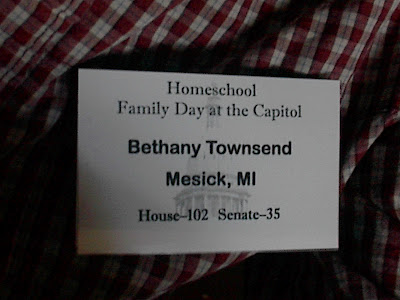 Homeschool
Family Day at the Capitol
Bethany Townsend
Mesick, MI
House–102 Senate–35